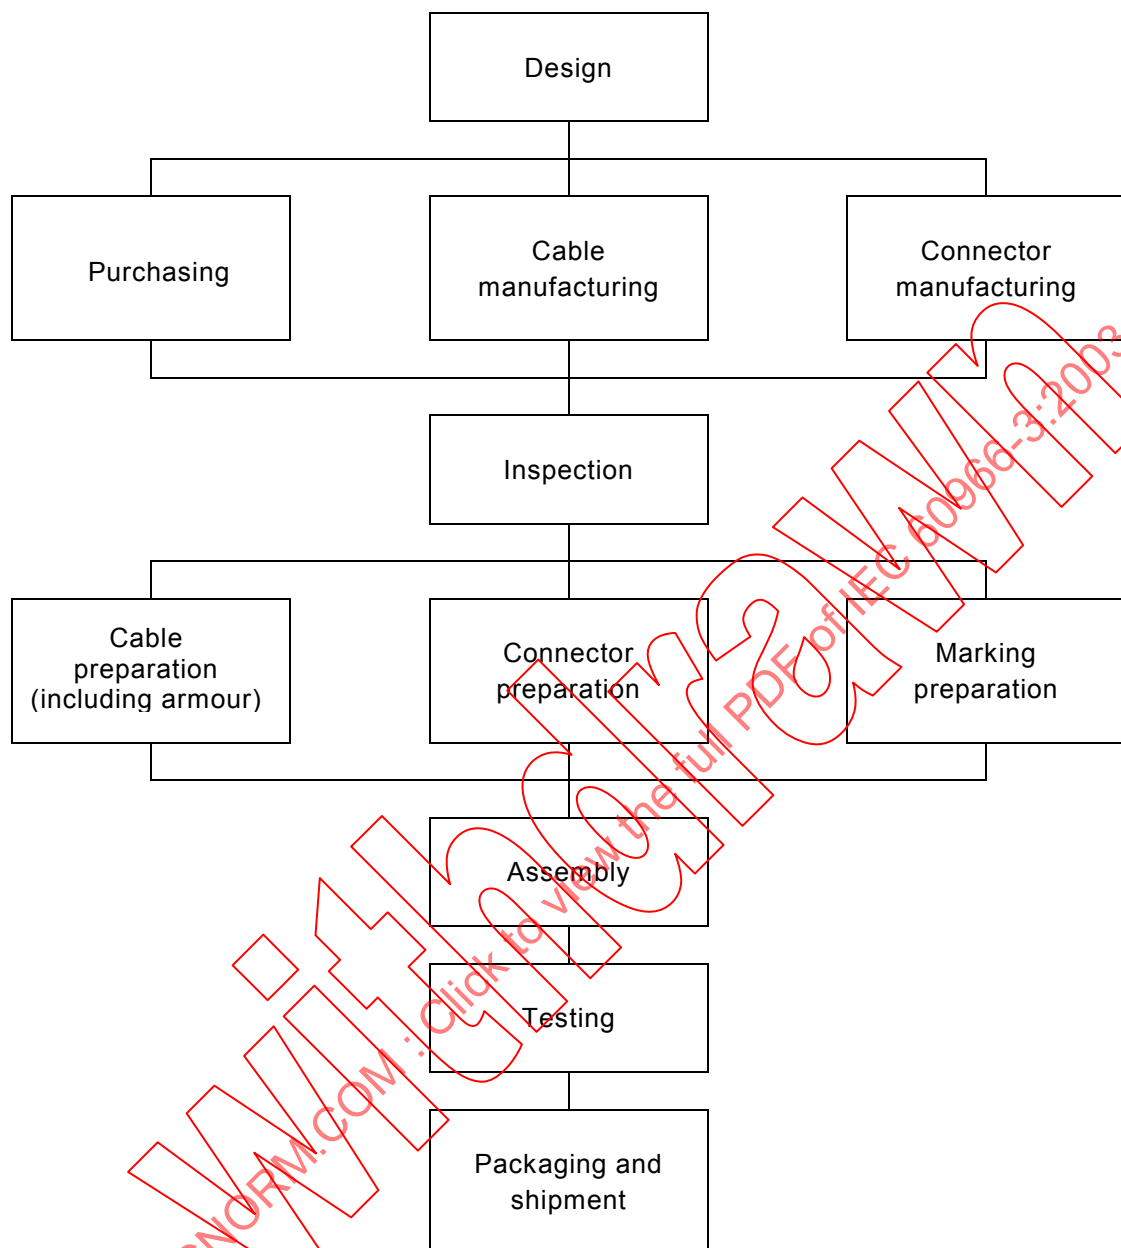 Design
Purchasing
Cable
manufacturing
Connector
manufacturing
Inspection
Cable
preparation
(including armour)
Connector
preparation
Marking
preparation
Assembly
Testing
Packaging and
shipment
Withdrawn
NORM.COM : Click to view the full PDF of IEC 60966-3:2003